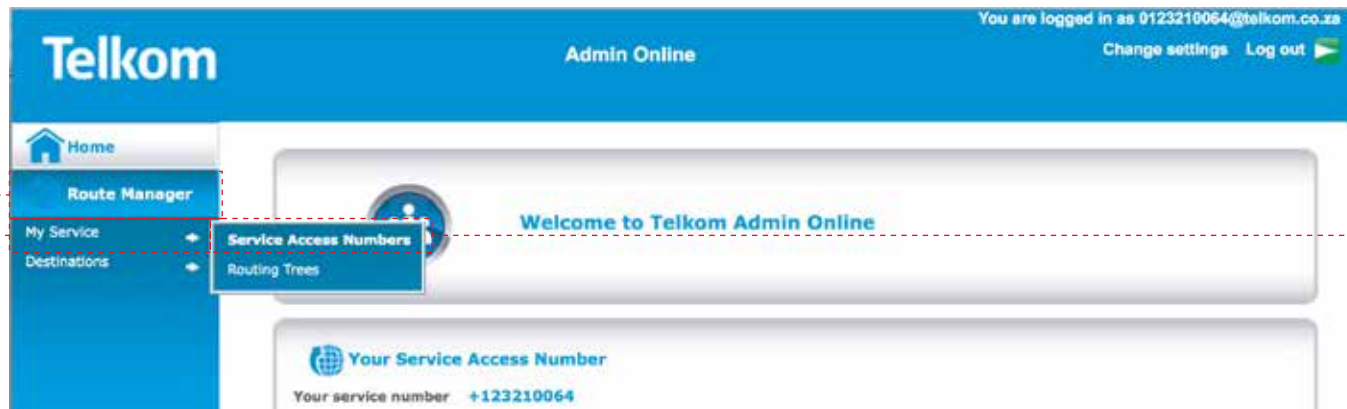 You are logged in as 0123210064@telkom.co.za
Telkom
Admin Online
Change settings Log out
Home
Route Manager
My Service
Destinations
Service Access Numbers
Routing Trees
Welcome to Telkom Admin Online
Your Service Access Number
Your service number +123210064